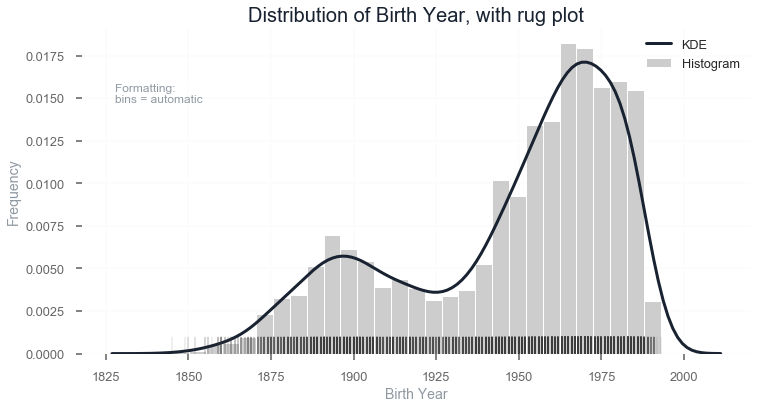 Distribution of Birth Year, with rug plot
KDE
Histogram
Formatting:
bins = automatic
0.0175
0.0150
0.0125
0.0100
0.0075
0.0050
0.0025
0.0000
Frequency
1825 1850 1875 1900 1925 1950 1975 2000
Birth Year